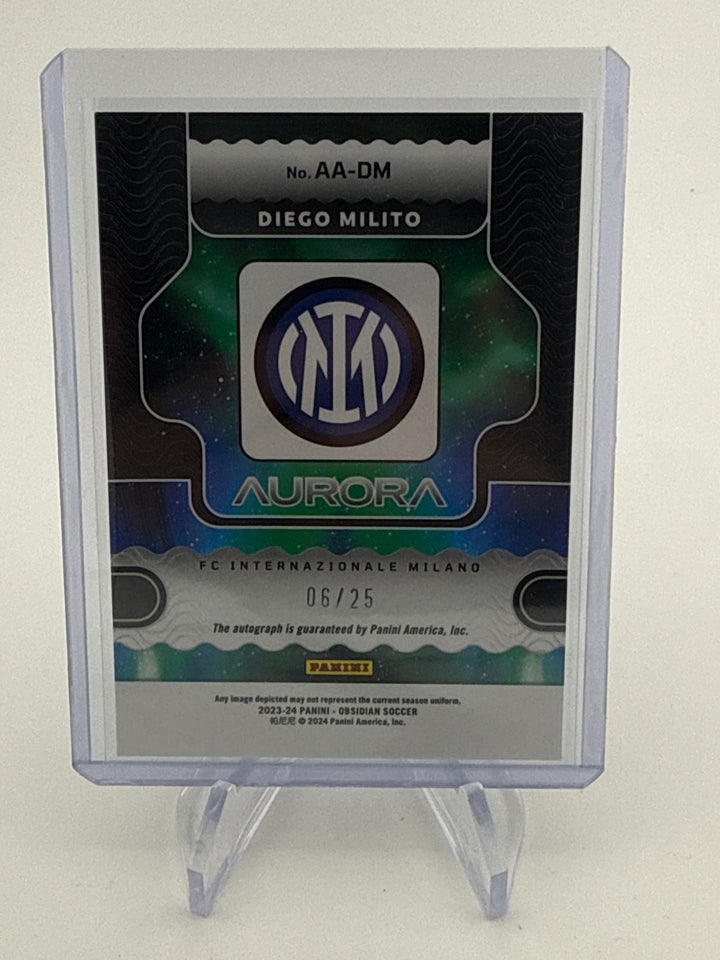 No. AA-DM
DIEGO MILITO
IM
AURORA
FC INTERNAZIONALE MILANO
06/25
The autograph is guaranteed by Panini America, Inc.
PANINI
Any image depicted may not represent the current season uniform.
2023-24 PANINI - OBSIDIAN SOCCER
帕尼尼 © 2024 Panini America, Inc.